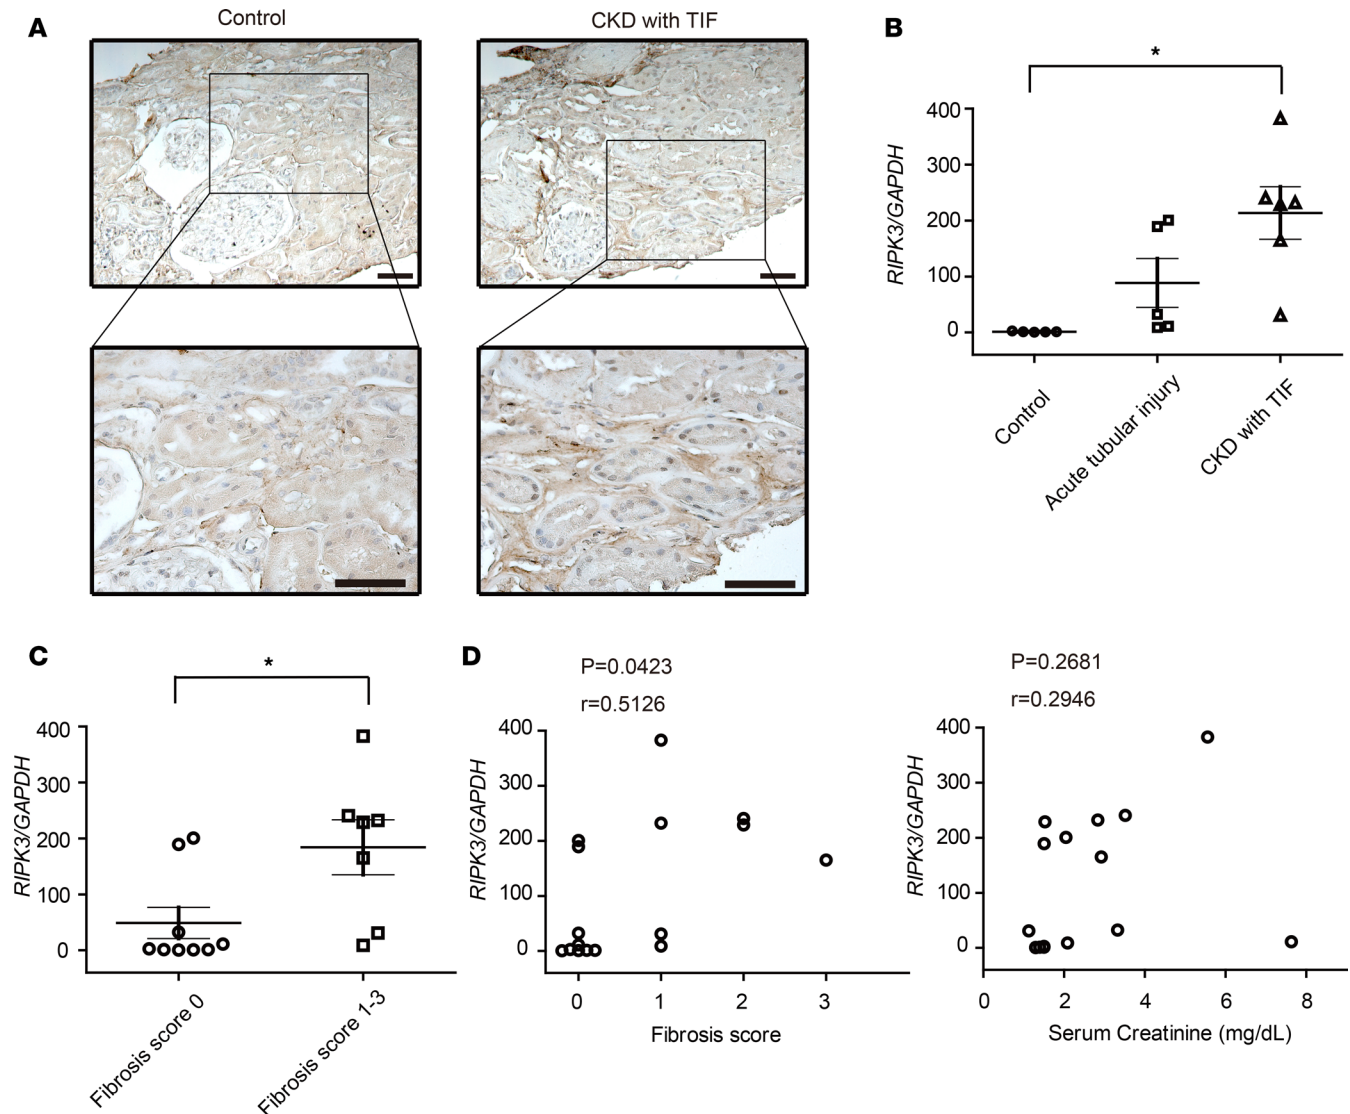 A
Control
CKD with TIF
B
*
RIPK3/GAPDH
400
300
200
100
0
Control
Acute tubular injury
CKD with TIF
C
*
RIPK3/GAPDH
400
300
200
100
0
Fibrosis score 0
Fibrosis score 1-3
D
P=0.0423
r=0.5126
RIPK3/GAPDH
400
300
200
100
0
0 1 2 3
Fibrosis score
P=0.2681
r=0.2946
RIPK3/GAPDH
400
300
200
100
0
0 2 4 6 8
Serum Creatinine (mg/dL)